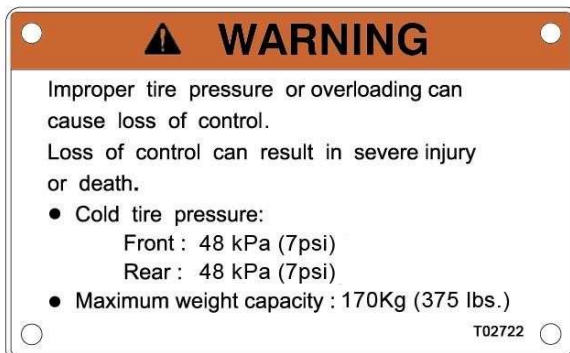 WARNING
Improper tire pressure or overloading can
cause loss of control.
Loss of control can result in severe injury
or death.
● Cold tire pressure:
Front : 48 kPa (7psi)
Rear : 48 kPa (7psi)
● Maximum weight capacity : 170Kg (375 lbs.)
T02722